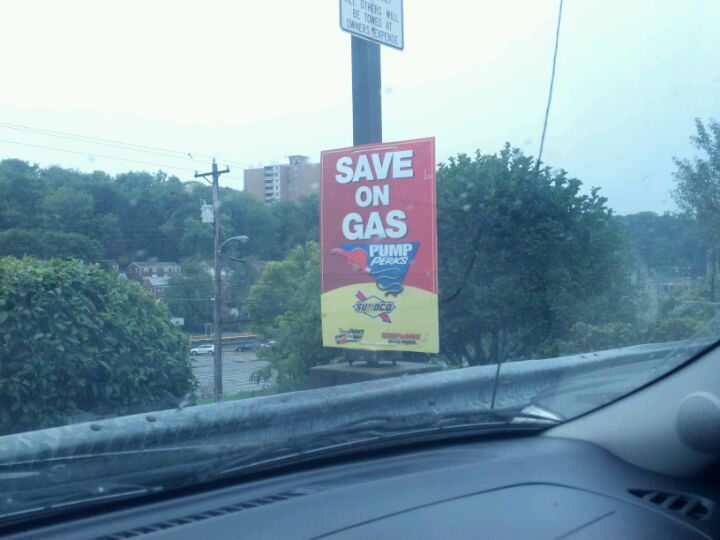 ALL OTHERS WILL
BE TOWED AT
OWNERS EXPENSE
SAVE
ON
GAS
PUMP
PERKS
SUNOCO